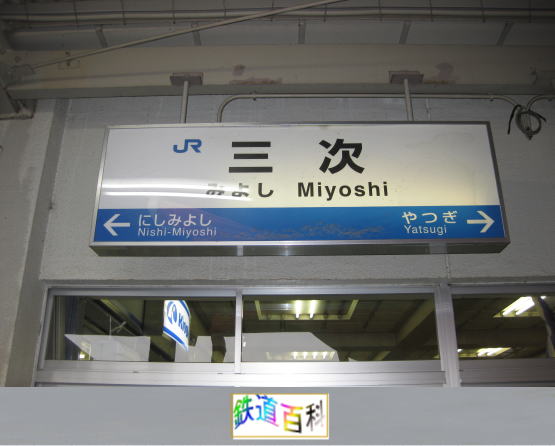 JR 三次
みよし Miyoshi
← にしみよし やつぎ →
Nishi-Miyoshi Yatsugi
鉄道百科